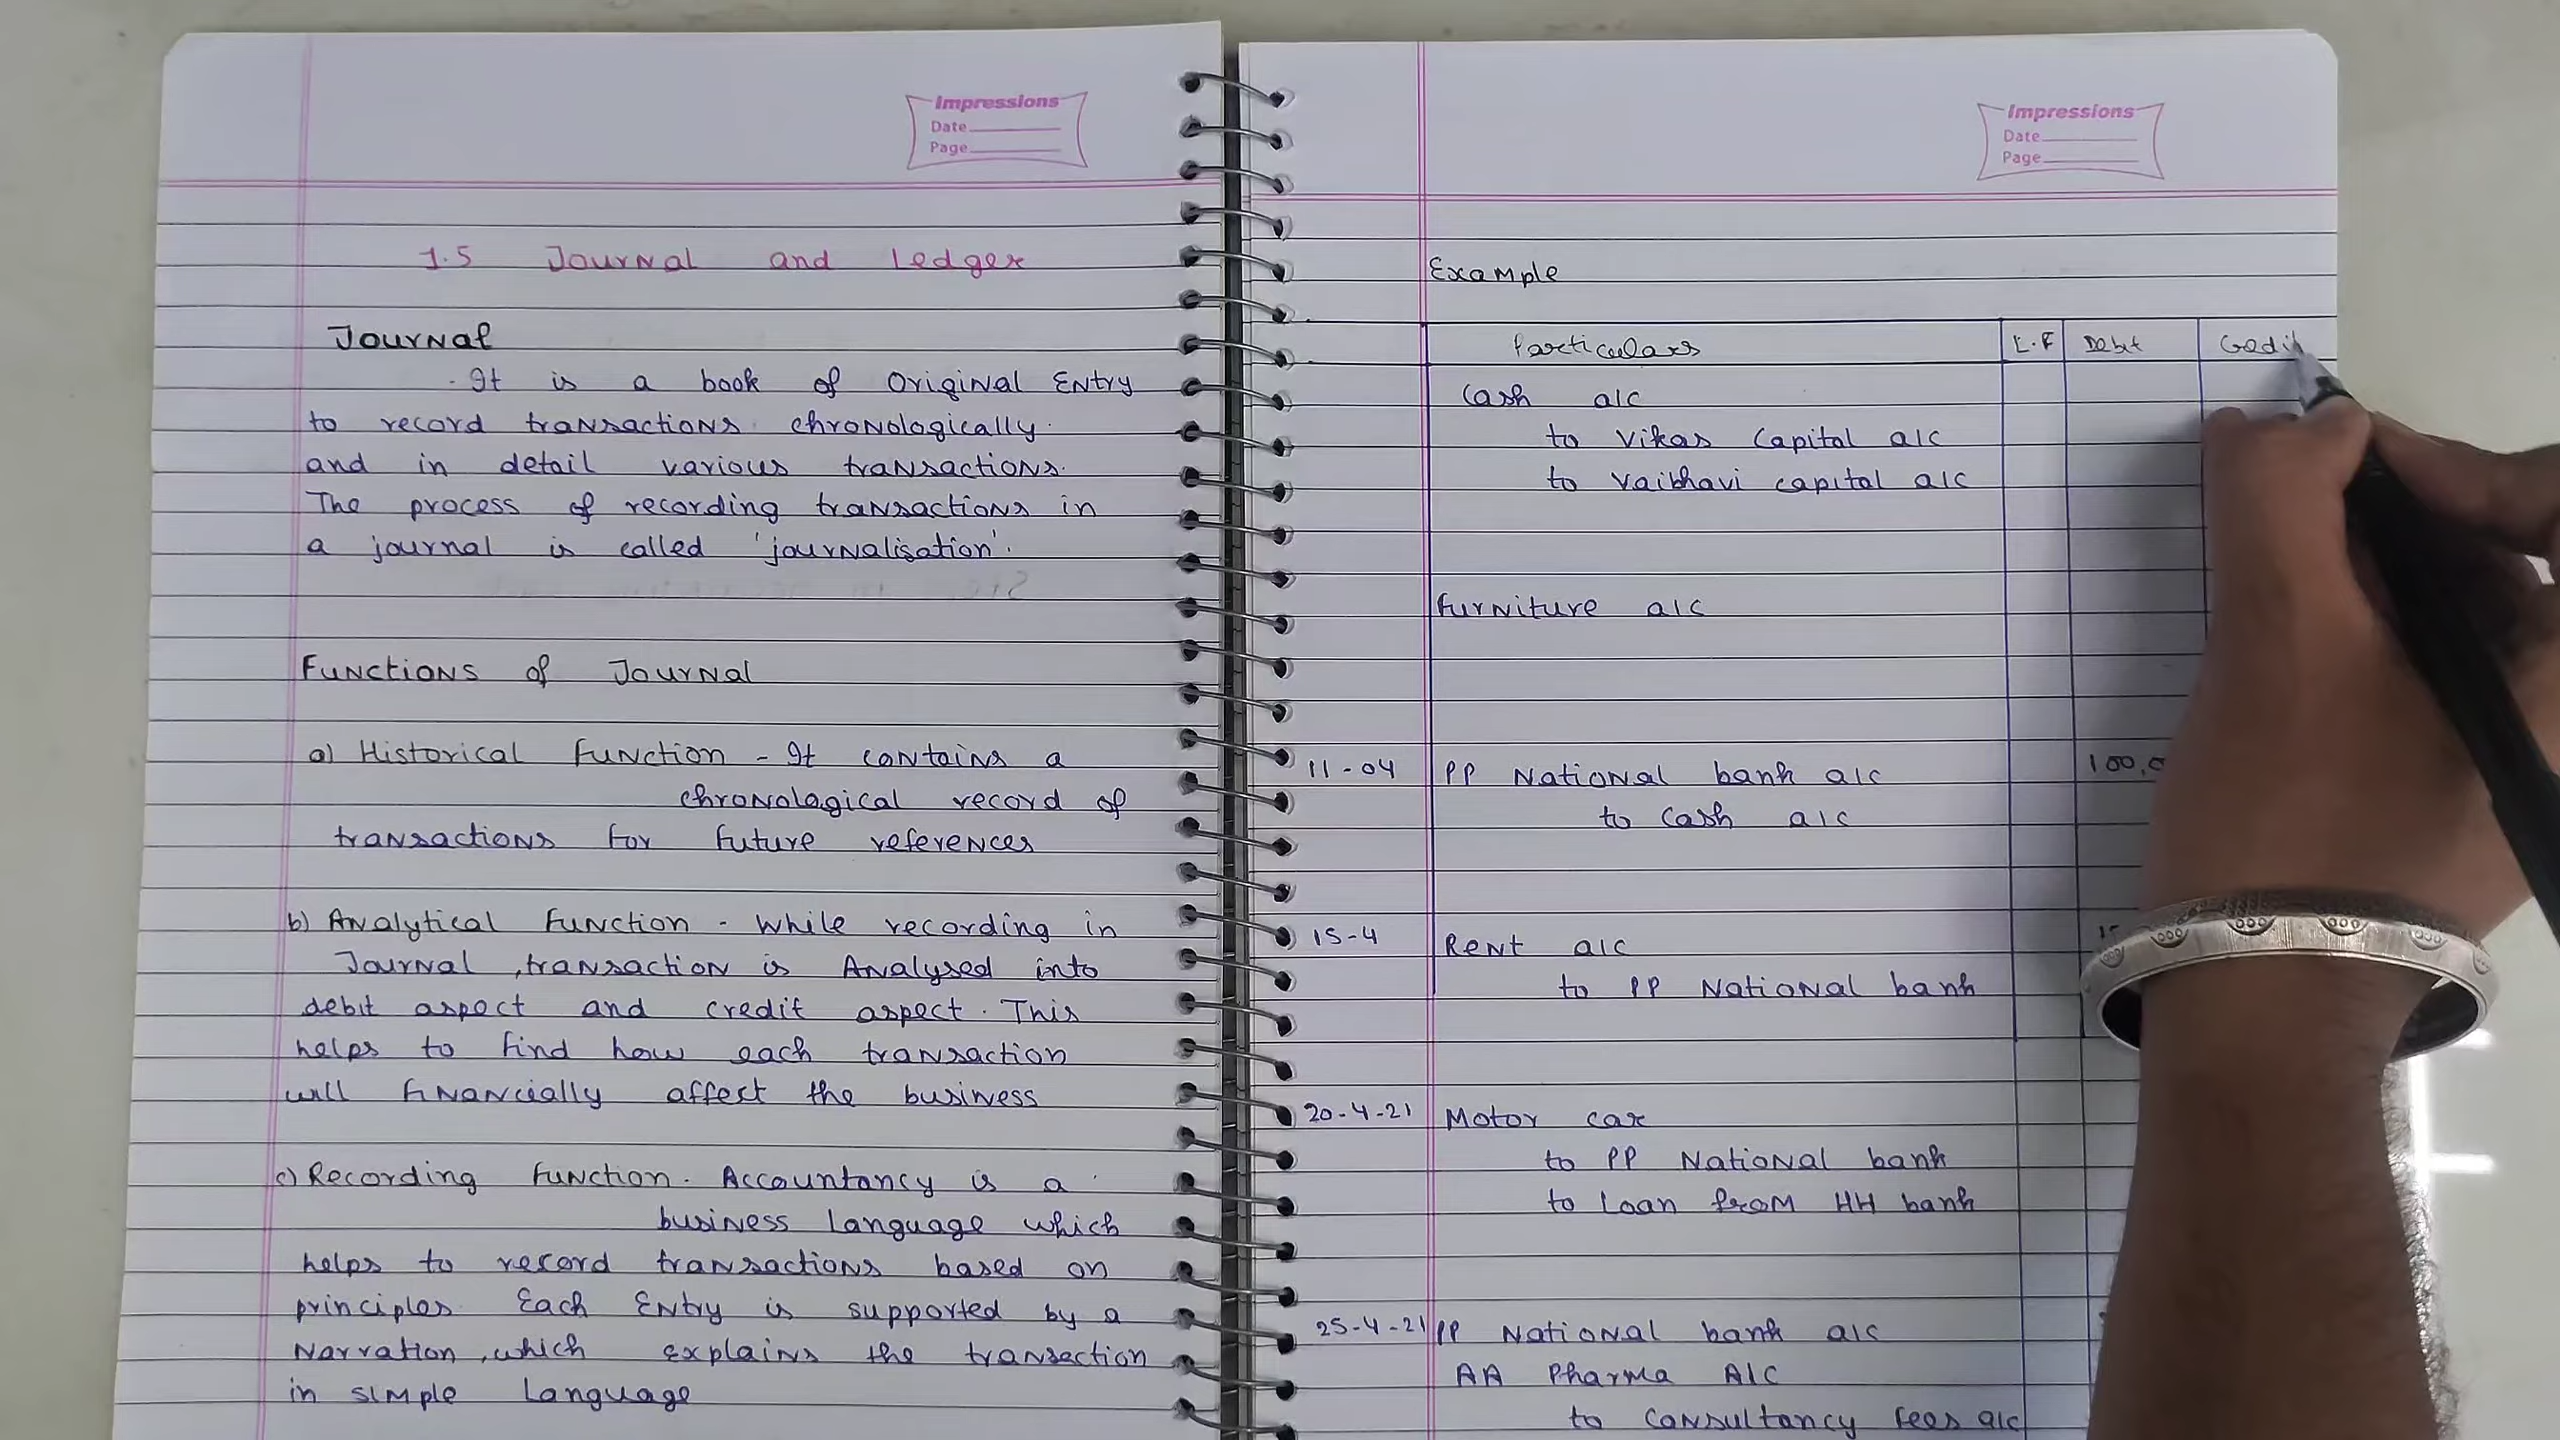 Impressions
Date
Page
1.5 Journal and Ledger
Journal
It is a book of Original Entry
to record transactions chronologically.
and in detail various transactions.
The process of recording transactions in
a journal is called 'journalisation'.
Functions of Journal
a) Historical Function - It contains a
chronological record of
transactions for future references
b) Analytical Function - While recording in
Journal, transaction is Analysed into
debit aspect and credit aspect. This
helps to find how each transaction
will financially affect the business
c) Recording Function. Accountancy is a
business language which
helps to record transactions based on
principles. Each Entry is supported by a
Narration, which explains the transection
in simple language
Impressions
Date
Page
Example
Particulars L.F Debit Credit
Cash a/c
to Vikas Capital a/c
to Vaibhavi capital a/c
Furniture a/c
11-04 PP National bank a/c
to Cash a/c
15-4 Rent a/c
to PP National bank
20-4-21 Motor car
to PP National bank
to Loan from HH bank
25-4-21 PP National bank a/c
AA Pharma A/C
to Consultancy fees a/c